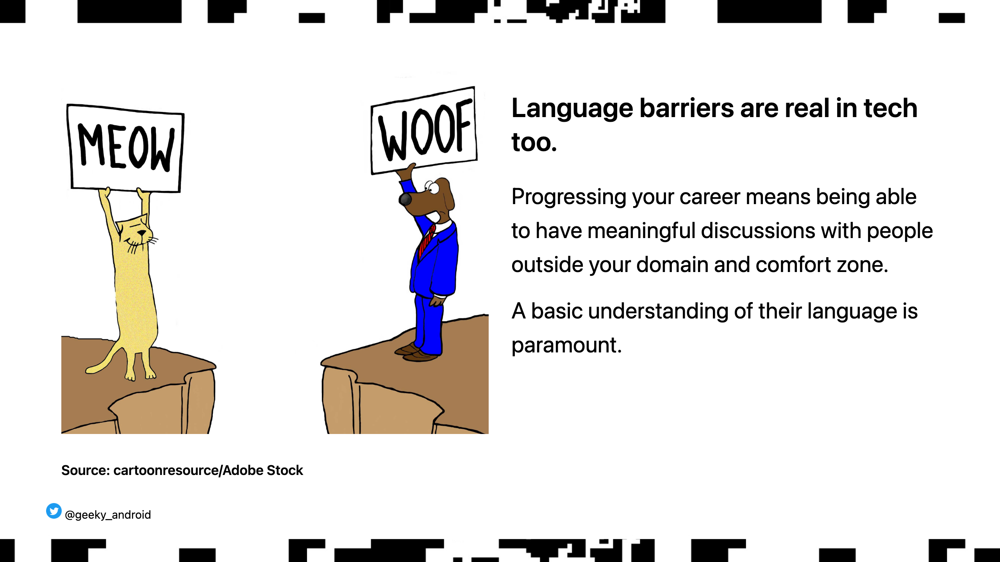 MEOW
WOOF
Language barriers are real in tech
too.
Progressing your career means being able
to have meaningful discussions with people
outside your domain and comfort zone.
A basic understanding of their language is
paramount.
Source: cartoonresource/Adobe Stock
@geeky_android